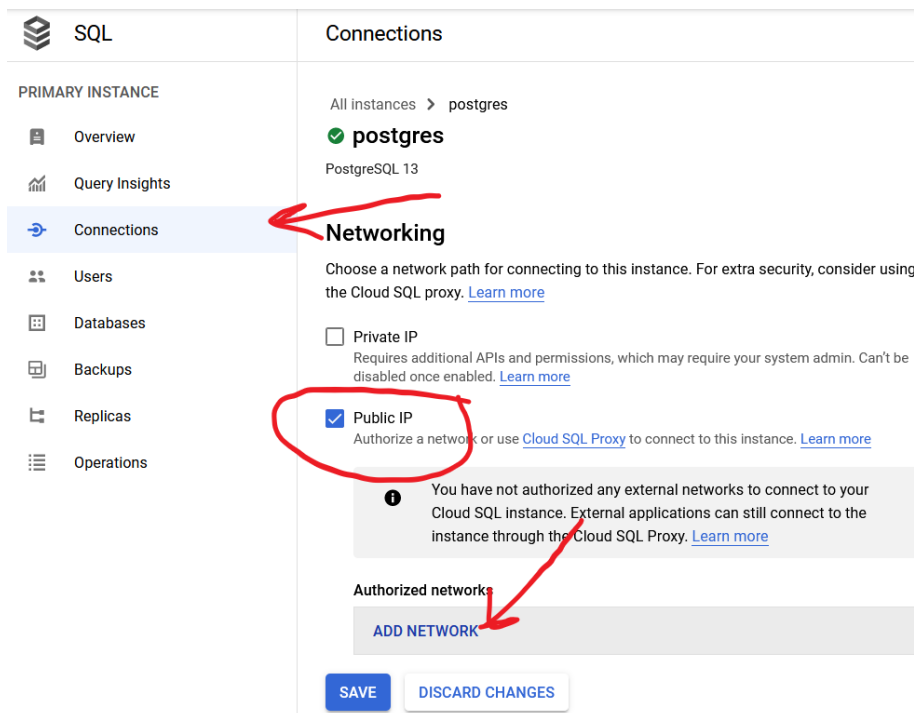 SQL
Connections
PRIMARY INSTANCE
Overview
Query Insights
Connections
Users
Databases
Backups
Replicas
Operations
All instances
postgres
postgres
PostgreSQL 13
Networking
Choose a network path for connecting to this instance. For extra security, consider using
the Cloud SQL proxy. Learn more
Private IP
Requires additional APIs and permissions, which may require your system admin. Can't be
disabled once enabled. Learn more
Public IP
Authorize a network or use Cloud SQL Proxy to connect to this instance. Learn more
You have not authorized any external networks to connect to your
Cloud SQL instance. External applications can still connect to the
instance through the Cloud SQL Proxy. Learn more
Authorized networks
ADD NETWORK
SAVE
DISCARD CHANGES